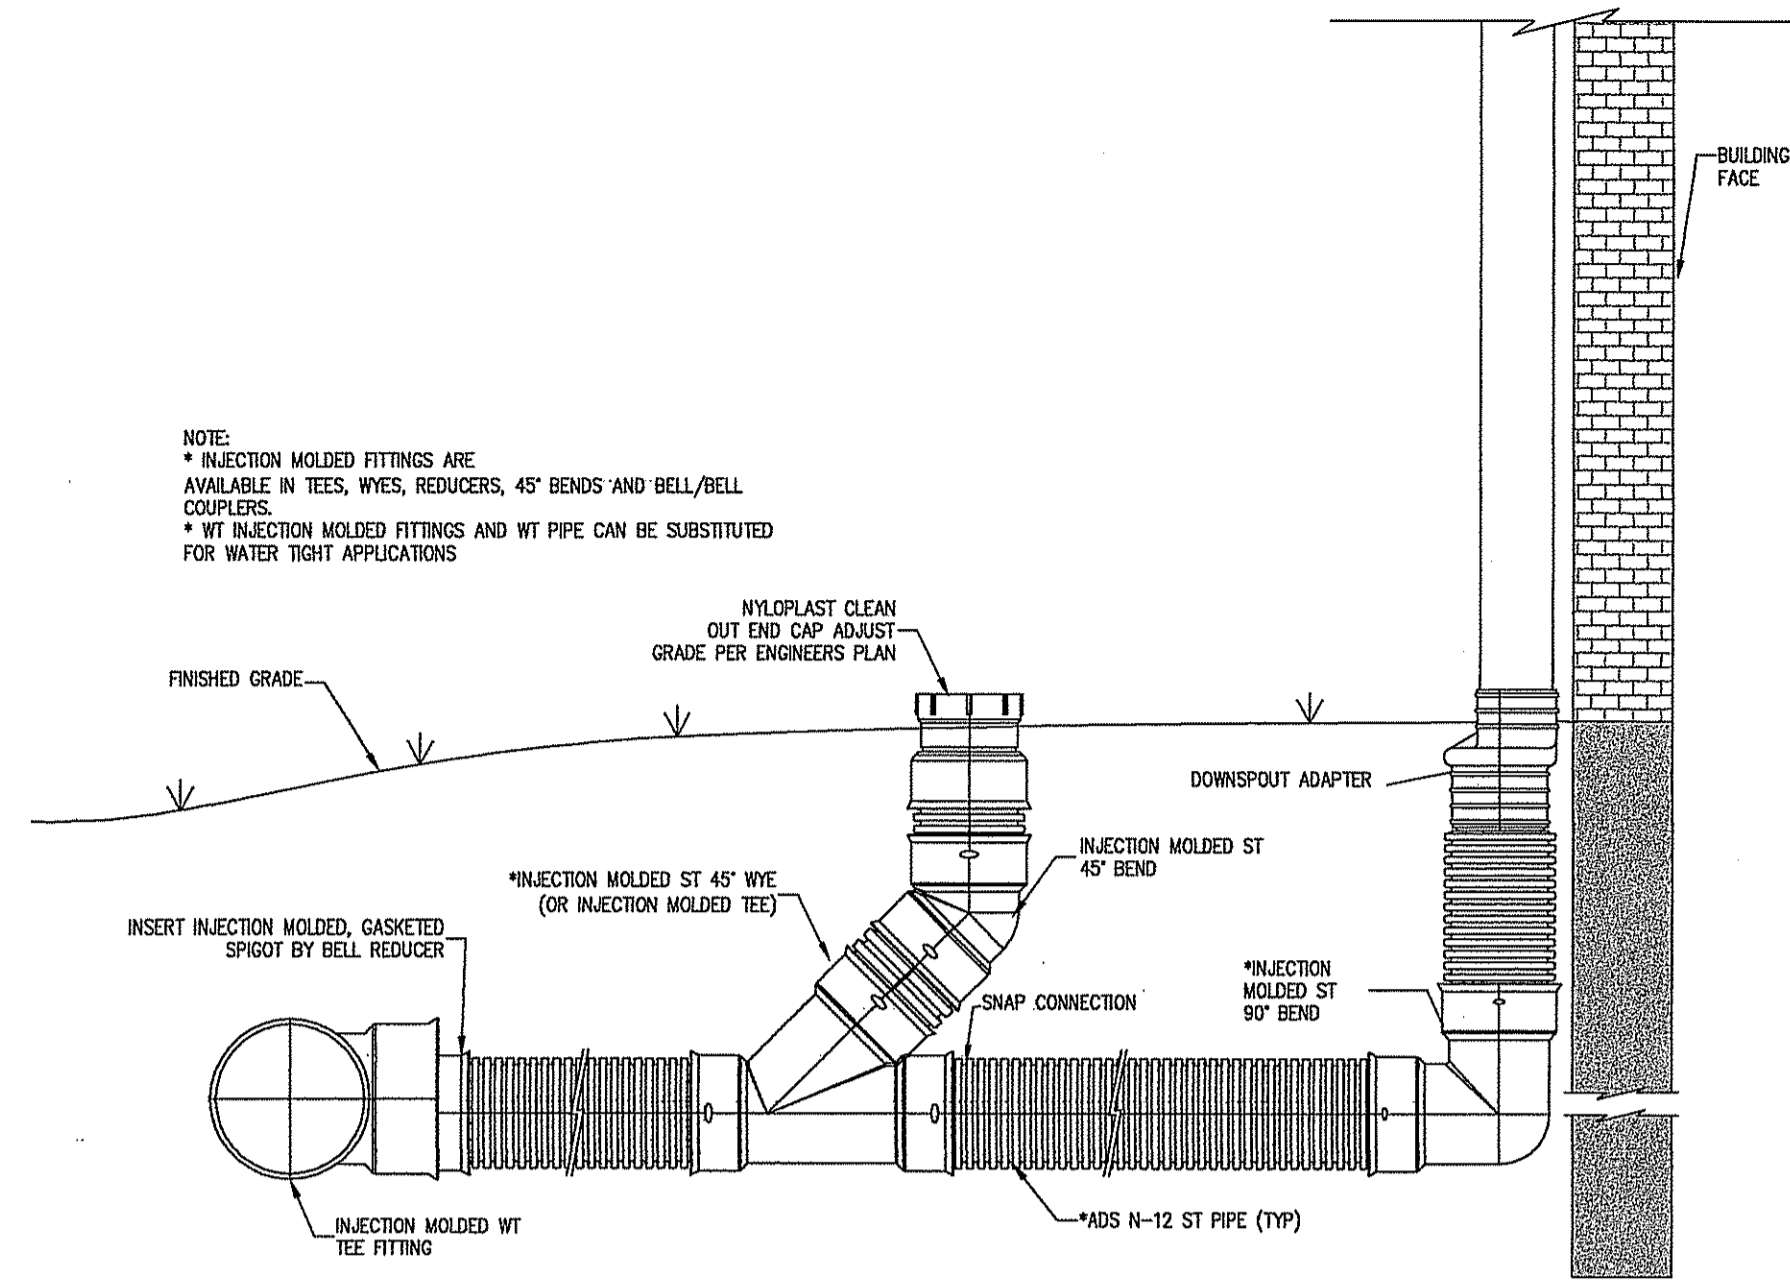 BUILDING
FACE
NOTE:
* INJECTION MOLDED FITTINGS ARE
AVAILABLE IN TEES, WYES, REDUCERS, 45° BENDS AND BELL/BELL
COUPLERS.
* WT INJECTION MOLDED FITTINGS AND WT PIPE CAN BE SUBSTITUTED
FOR WATER TIGHT APPLICATIONS
NYLOPLAST CLEAN
OUT END CAP ADJUST
GRADE PER ENGINEERS PLAN
FINISHED GRADE
DOWNSPOUT ADAPTER
INJECTION MOLDED ST
45° BEND
*INJECTION MOLDED ST 45° WYE
(OR INJECTION MOLDED TEE)
INSERT INJECTION MOLDED, GASKETED
SPIGOT BY BELL REDUCER
*INJECTION
MOLDED ST
90° BEND
SNAP CONNECTION
*ADS N-12 ST PIPE (TYP)
INJECTION MOLDED WT
TEE FITTING